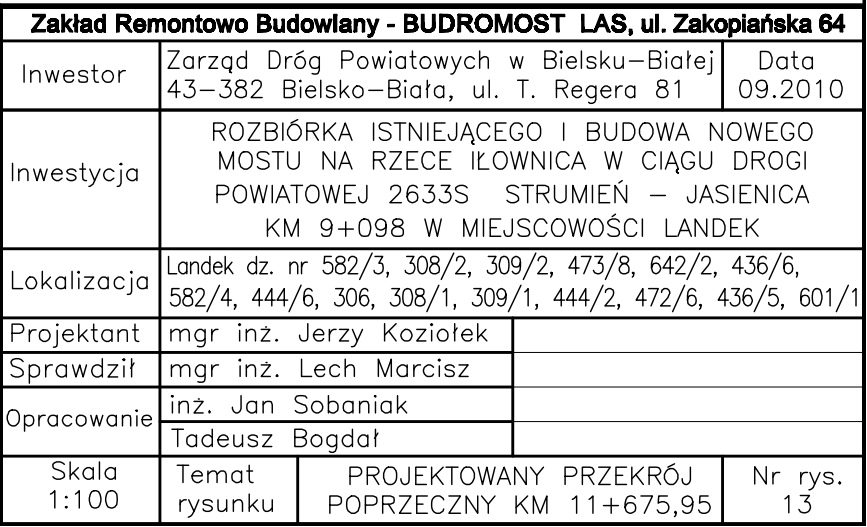 Zakład Remontowo Budowlany - BUDROMOST LAS, ul. Zakopiańska 64
Inwestor
Zarząd Dróg Powiatowych w Bielsku-Białej
43-382 Bielsko-Biała, ul. T. Regera 81
Data
09.2010
Inwestycja
ROZBIÓRKA ISTNIEJĄCEGO I BUDOWA NOWEGO
MOSTU NA RZECE IŁOWNICA W CIĄGU DROGI
POWIATOWEJ 2633S STRUMIEŃ - JASIENICA
KM 9+098 W MIEJSCOWOŚCI LANDEK
Lokalizacja
Landek dz. nr 582/3, 308/2, 309/2, 473/8, 642/2, 436/6,
582/4, 444/6, 306, 308/1, 309/1, 444/2, 472/6, 436/5, 601/1
Projektant
mgr inż. Jerzy Koziołek
Sprawdził
mgr inż. Lech Marcisz
Opracowanie
inż. Jan Sobaniak
Tadeusz Bogdał
Skala
1:100
Temat
rysunku
PROJEKTOWANY PRZEKRÓJ
POPRZECZNY KM 11+675,95
Nr rys.
13